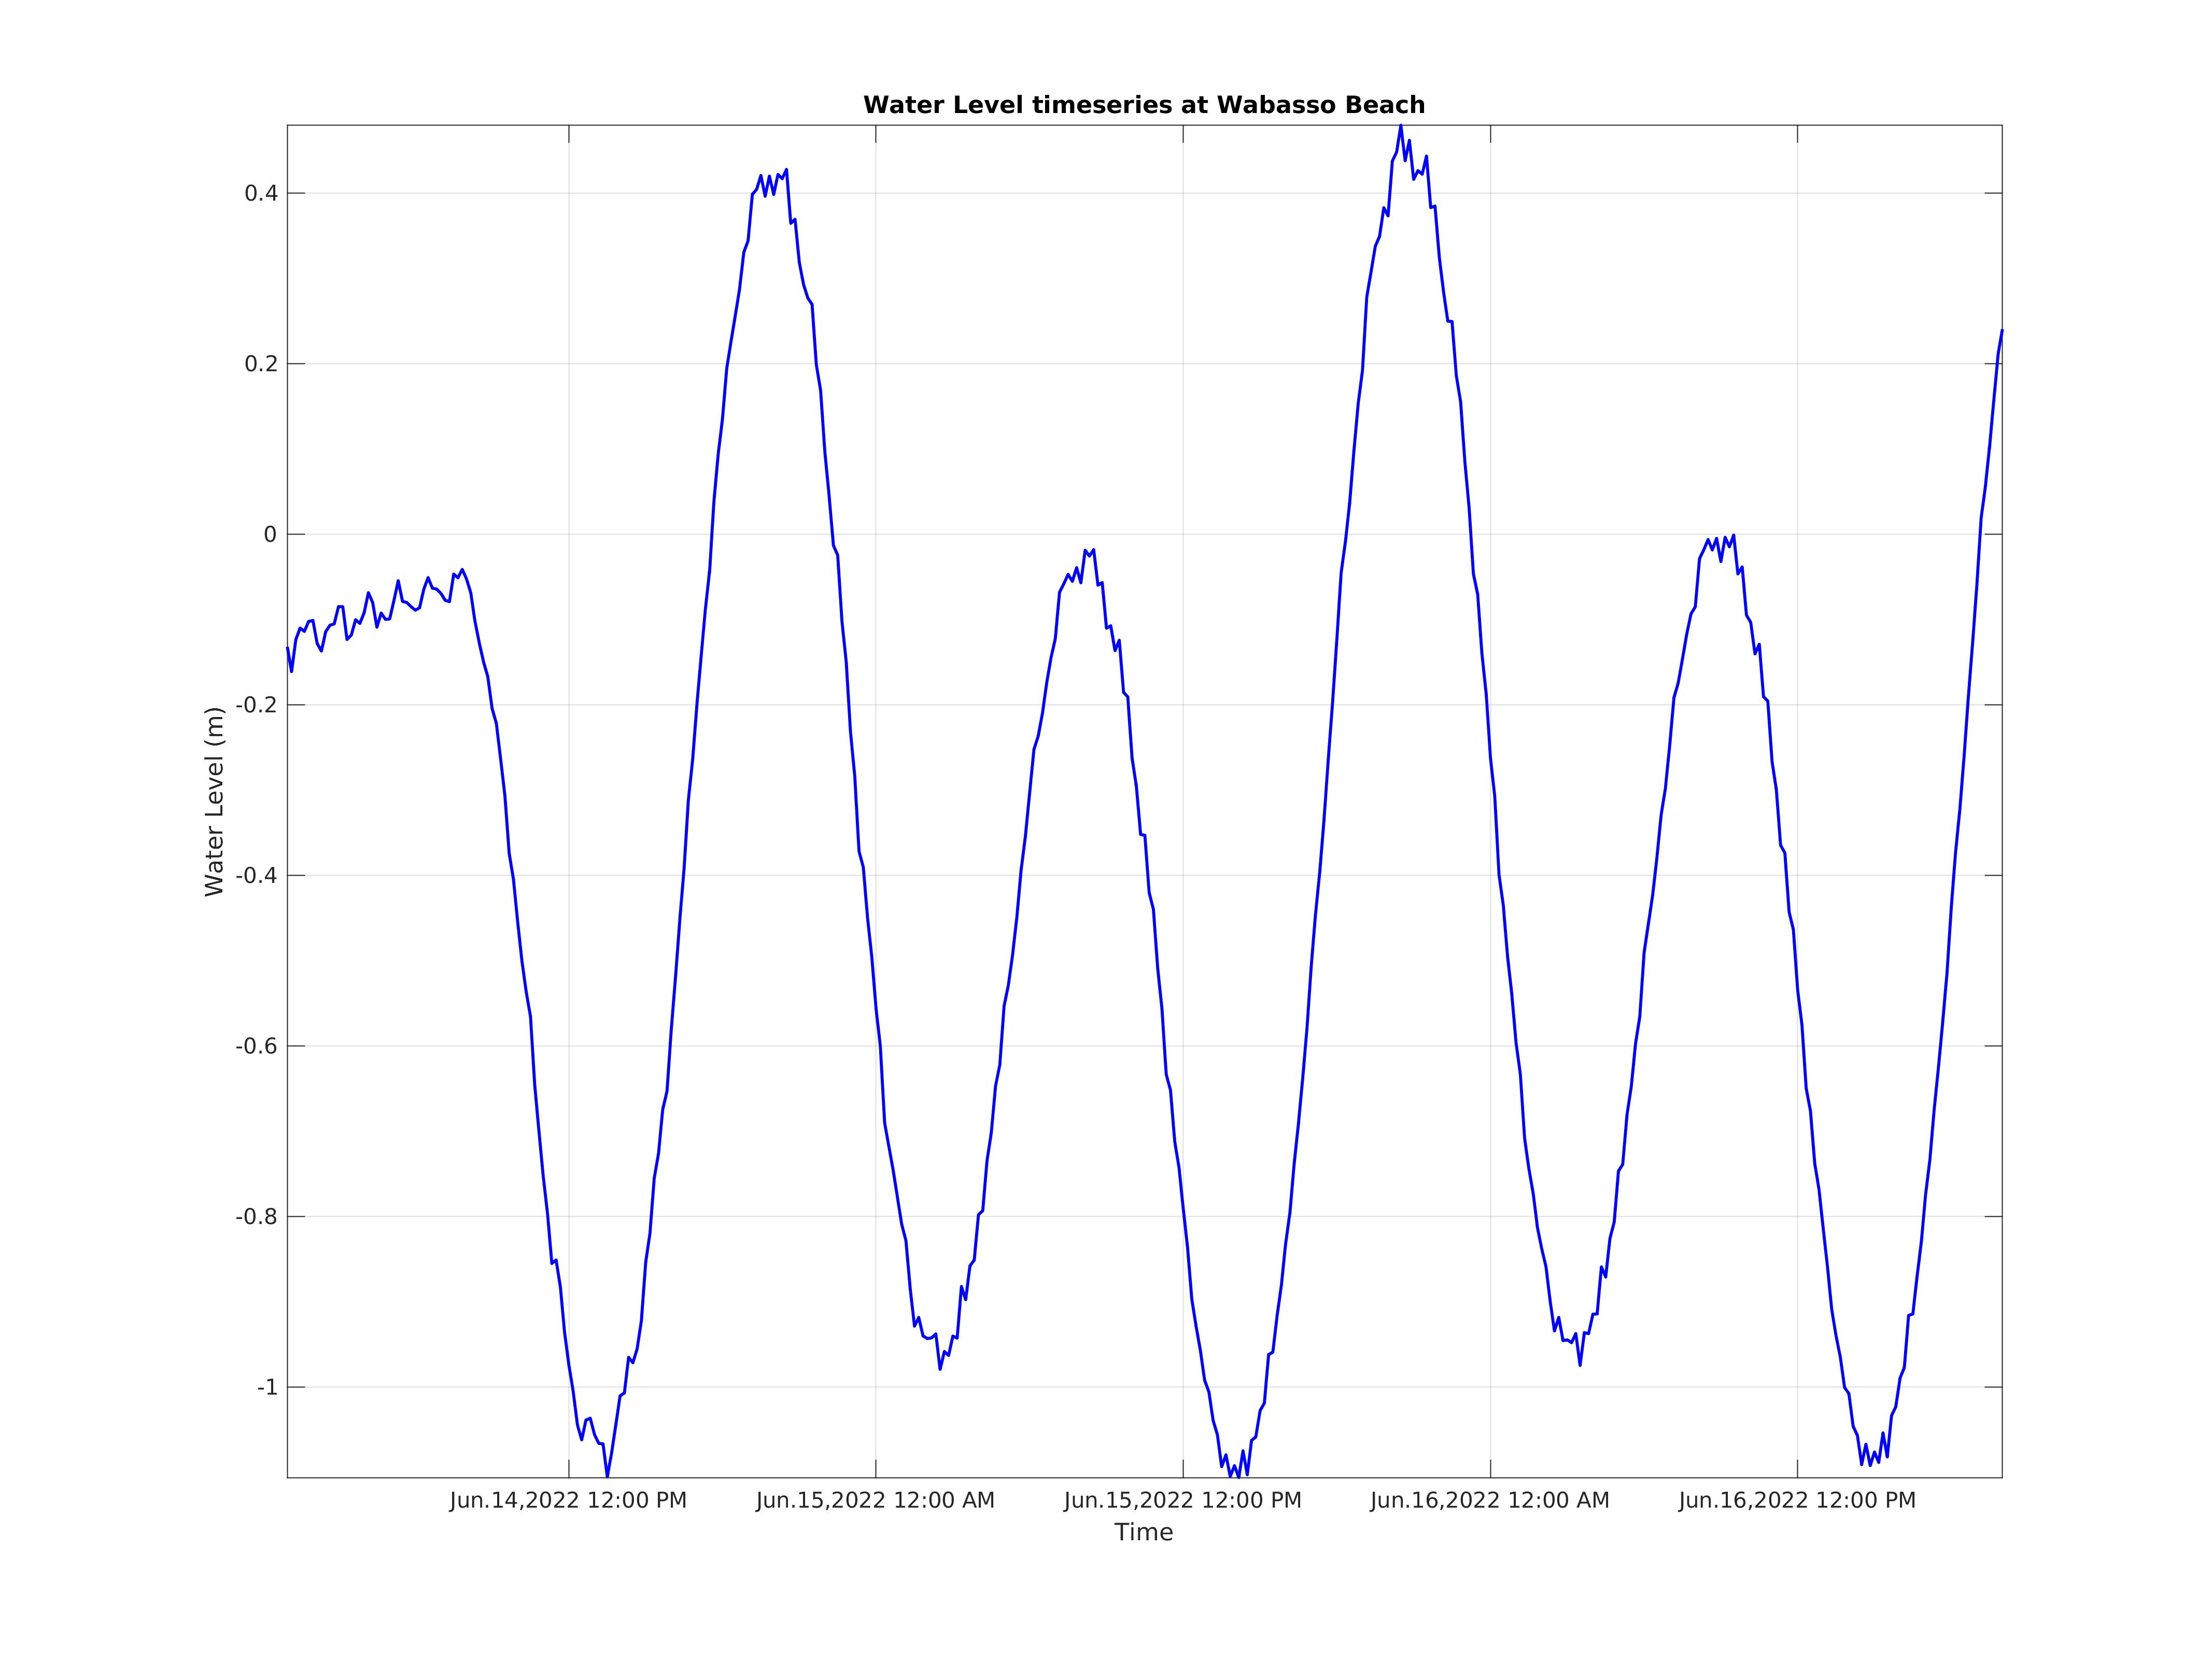 Water Level timeseries at Wabasso Beach
0.4
0.2
0
-0.2
-0.4
-0.6
-0.8
-1
Water Level (m)
Jun.14,2022 12:00 PM
Jun.15,2022 12:00 AM
Jun.15,2022 12:00 PM
Jun.16,2022 12:00 AM
Jun.16,2022 12:00 PM
Time